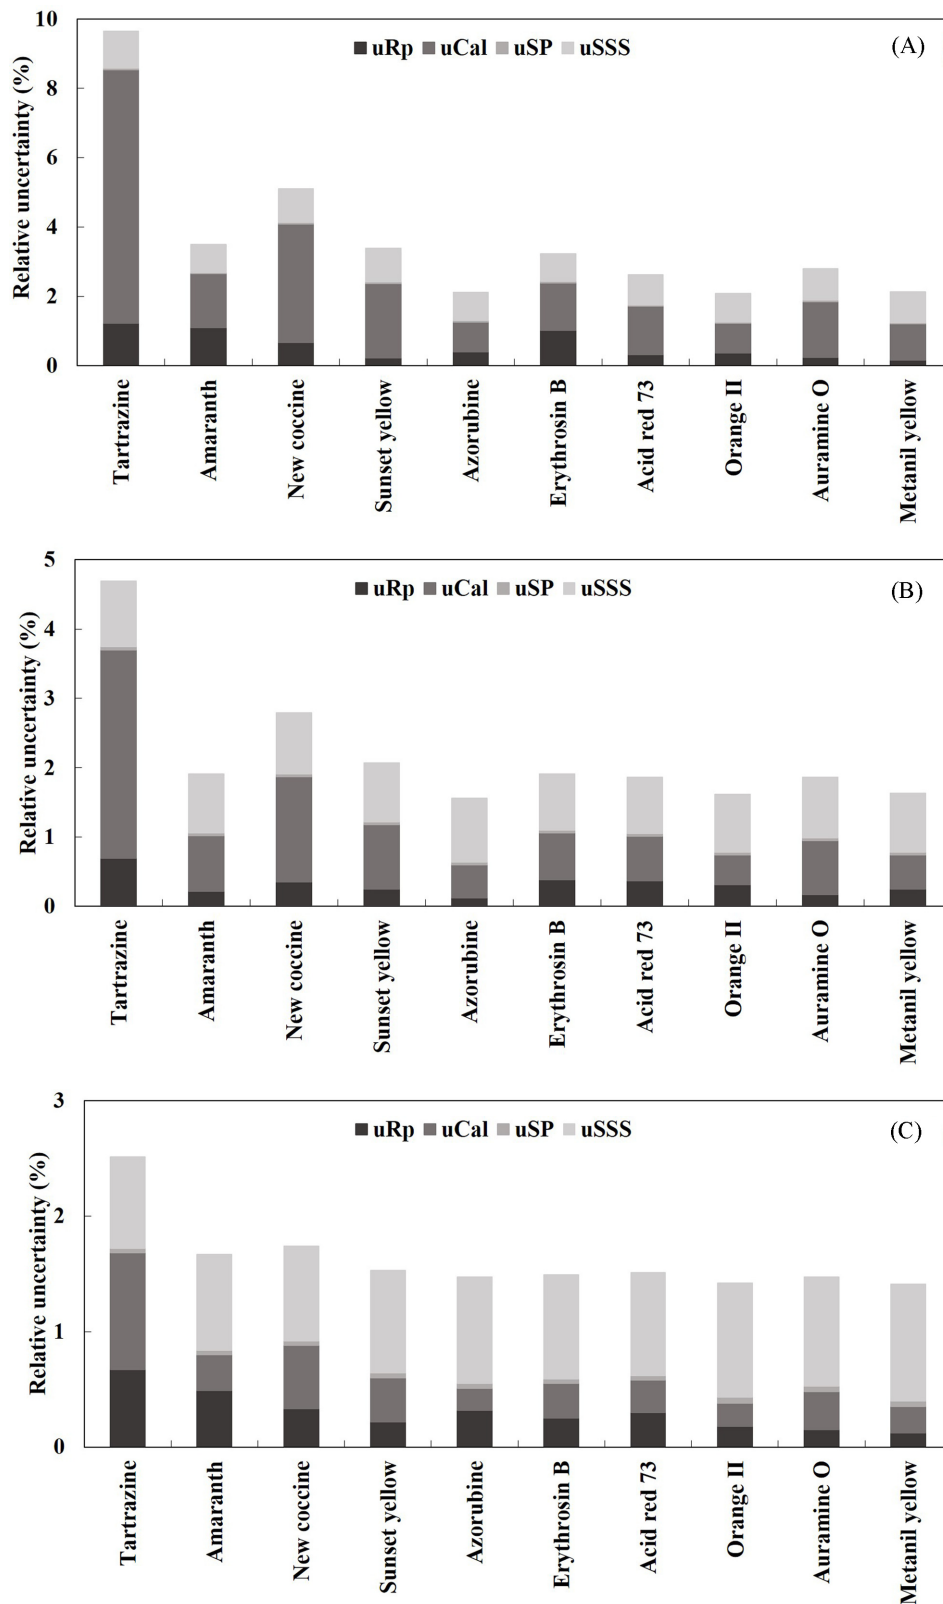 (A)
uRp uCal uSP uSSS
Relative uncertainty (%)
10
8
6
4
2
0
Tartrazine
Amaranth
New coccine
Sunset yellow
Azorubine
Erythrosin B
Acid red 73
Orange II
Auramine O
Metanil yellow
(B)
uRp uCal uSP uSSS
Relative uncertainty (%)
5
4
3
2
1
0
Tartrazine
Amaranth
New coccine
Sunset yellow
Azorubine
Erythrosin B
Acid red 73
Orange II
Auramine O
Metanil yellow
(C)
uRp uCal uSP uSSS
Relative uncertainty (%)
3
2
1
0
Tartrazine
Amaranth
New coccine
Sunset yellow
Azorubine
Erythrosin B
Acid red 73
Orange II
Auramine O
Metanil yellow